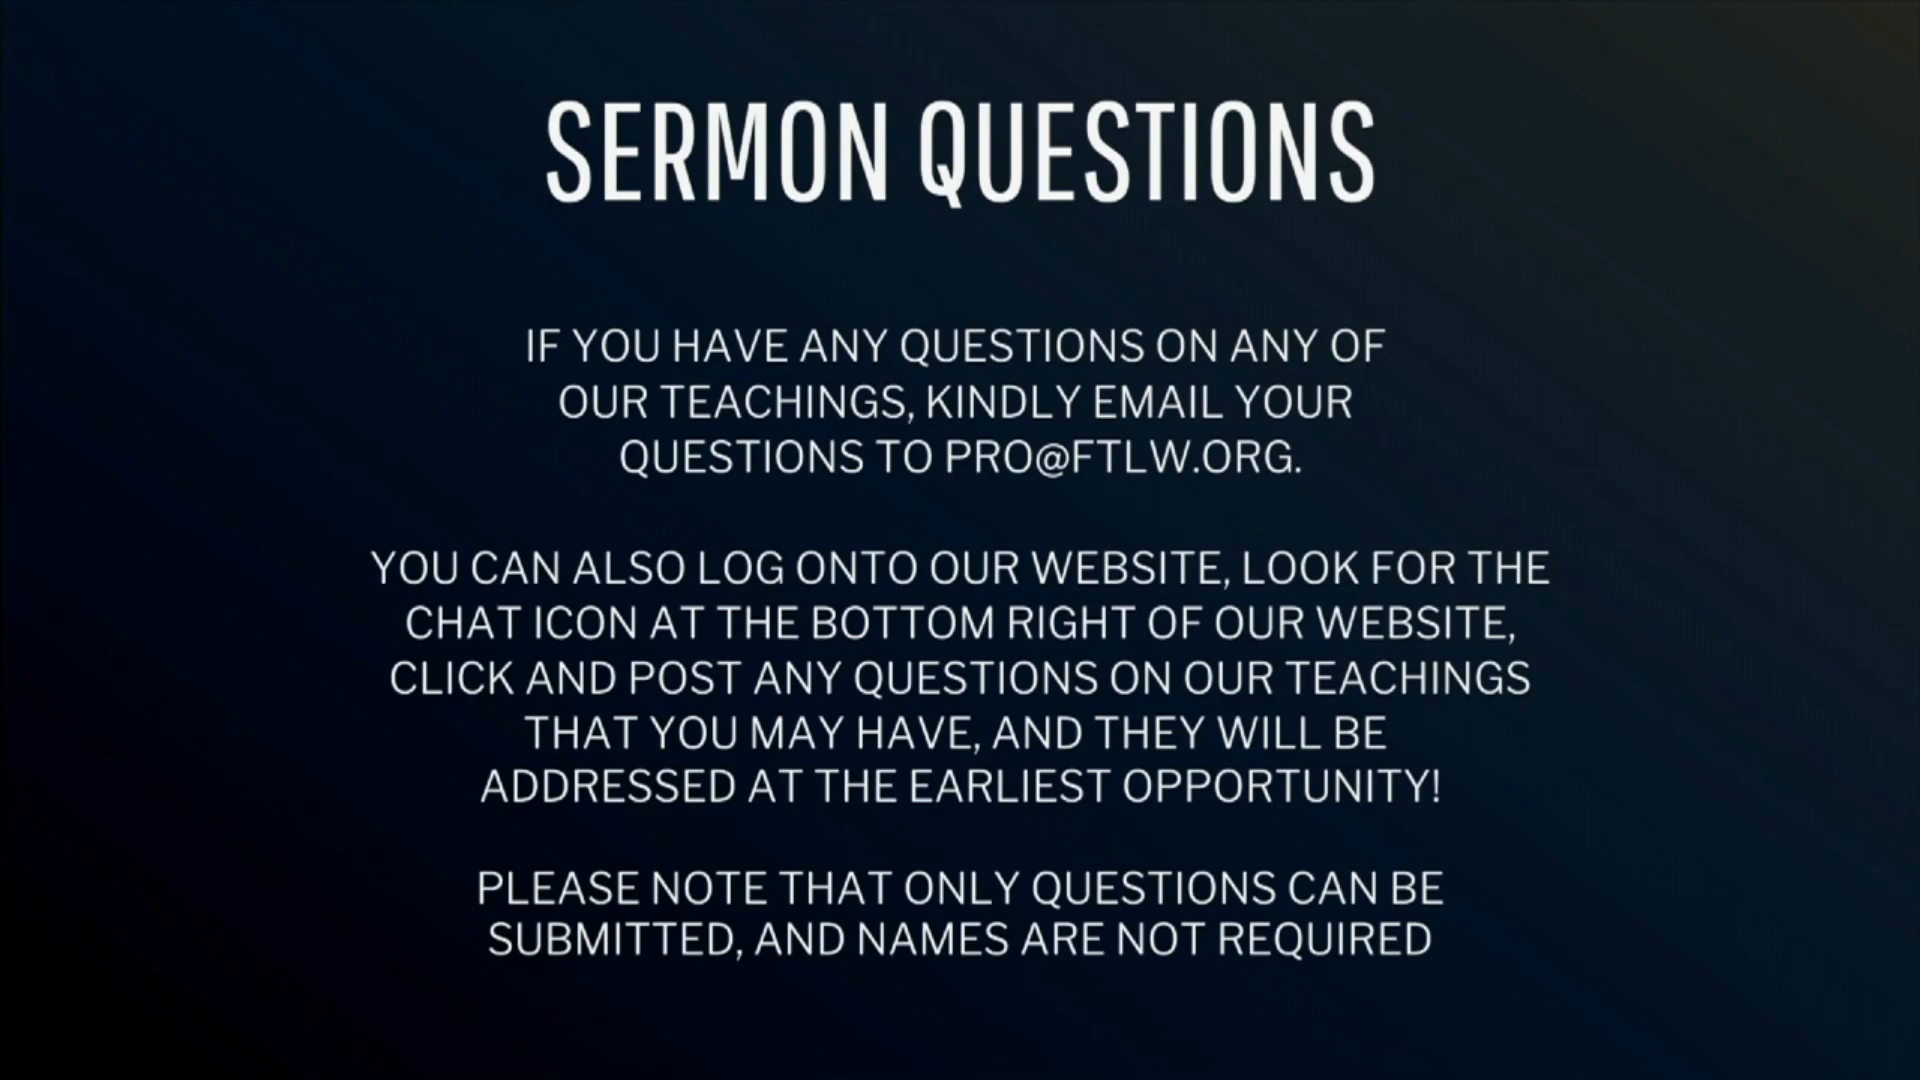 SERMON QUESTIONS
IF YOU HAVE ANY QUESTIONS ON ANY OF
OUR TEACHINGS, KINDLY EMAIL YOUR
QUESTIONS TO PRO@FTLW.ORG.
YOU CAN ALSO LOG ONTO OUR WEBSITE, LOOK FOR THE
CHAT ICON AT THE BOTTOM RIGHT OF OUR WEBSITE,
CLICK AND POST ANY QUESTIONS ON OUR TEACHINGS
THAT YOU MAY HAVE, AND THEY WILL BE
ADDRESSED AT THE EARLIEST OPPORTUNITY!
PLEASE NOTE THAT ONLY QUESTIONS CAN BE
SUBMITTED, AND NAMES ARE NOT REQUIRED